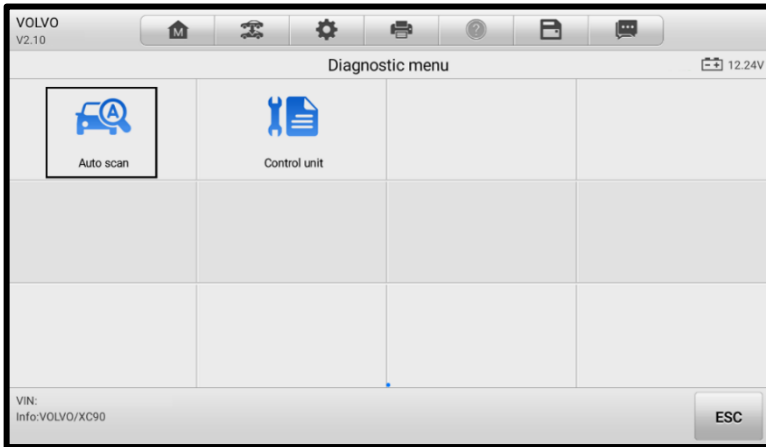 VOLVO
V2.10
M
Diagnostic menu
12.24V
A
Auto scan
Control unit
VIN:
Info:VOLVO/XC90
ESC